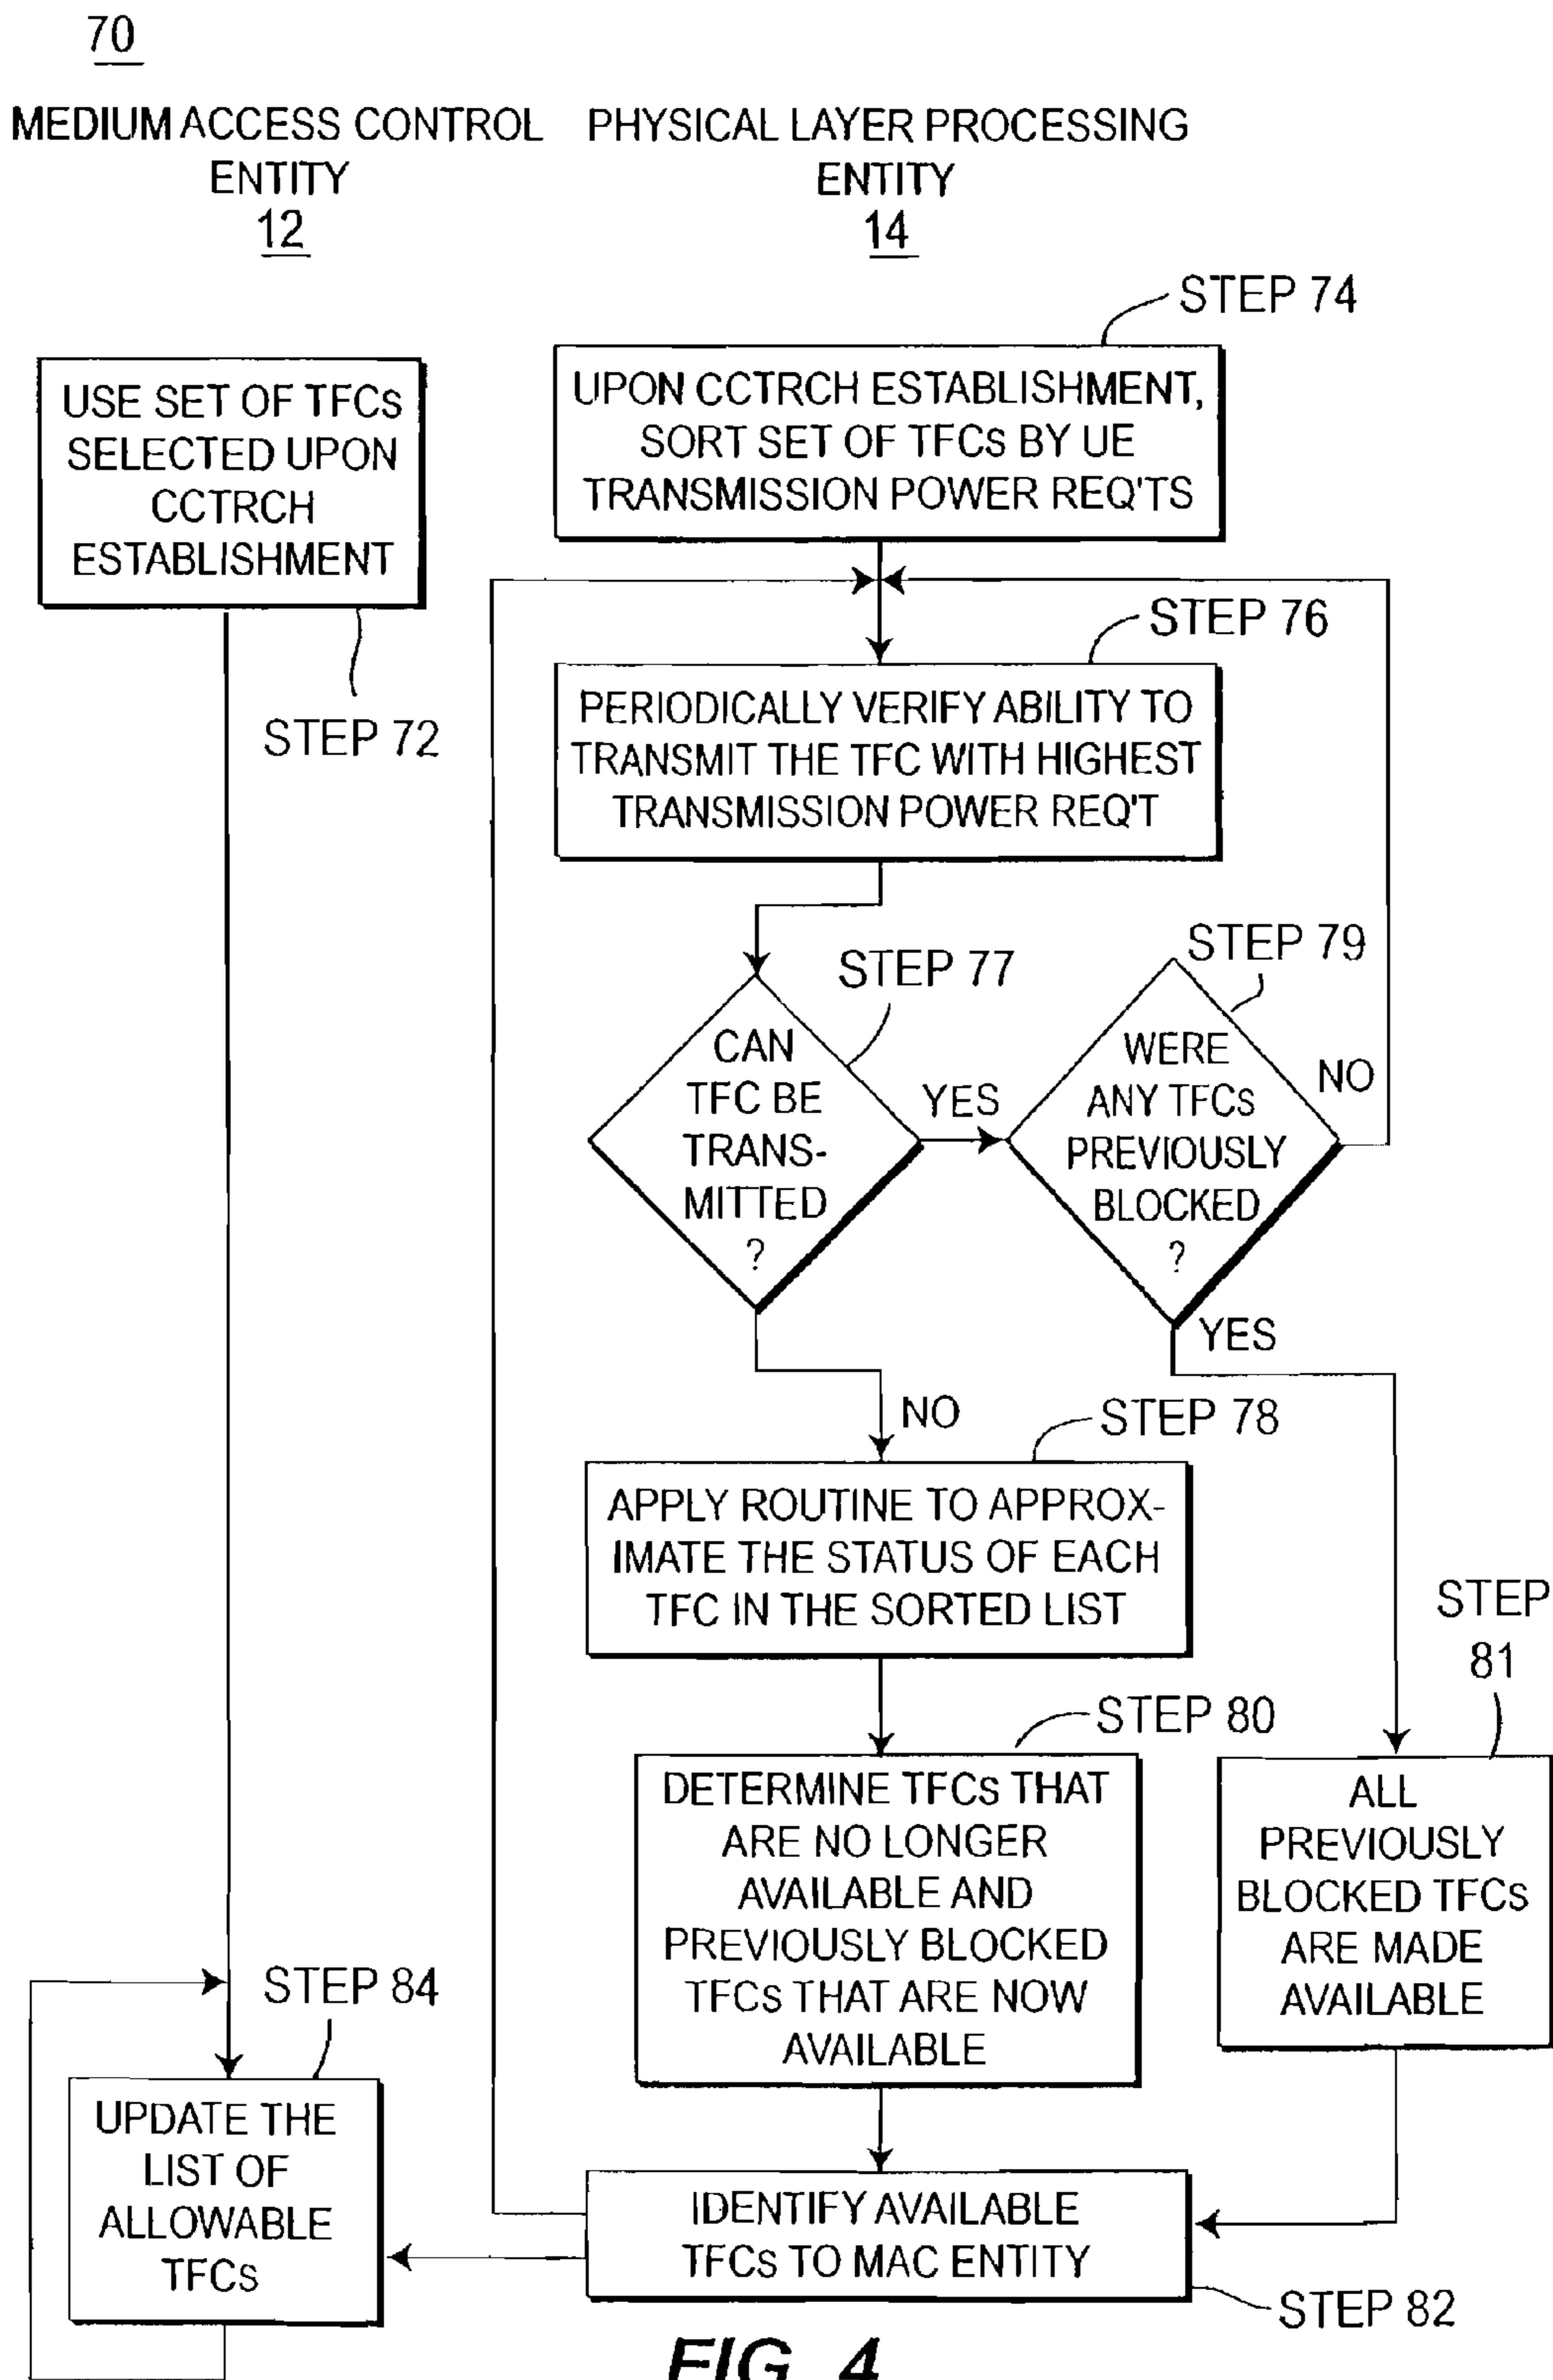 70
MEDIUM ACCESS CONTROL
ENTITY
12
PHYSICAL LAYER PROCESSING
ENTITY
14
STEP 74
USE SET OF TFCs
SELECTED UPON
CCTRCH
ESTABLISHMENT
STEP 72
UPON CCTRCH ESTABLISHMENT,
SORT SET OF TFCs BY UE
TRANSMISSION POWER REQ'TS
STEP 76
PERIODICALLY VERIFY ABILITY TO
TRANSMIT THE TFC WITH HIGHEST
TRANSMISSION POWER REQ'T
STEP 77
CAN
TFC BE
TRANS-
MITTED
?
YES
STEP 79
WERE
ANY TFCs
PREVIOUSLY
BLOCKED
?
NO
YES
NO
STEP 78
APPLY ROUTINE TO APPROX-
IMATE THE STATUS OF EACH
TFC IN THE SORTED LIST
STEP
81
STEP 80
DETERMINE TFCs THAT
ARE NO LONGER
AVAILABLE AND
PREVIOUSLY BLOCKED
TFCs THAT ARE NOW
AVAILABLE
ALL
PREVIOUSLY
BLOCKED TFCs
ARE MADE
AVAILABLE
STEP 84
UPDATE THE
LIST OF
ALLOWABLE
TFCs
IDENTIFY AVAILABLE
TFCs TO MAC ENTITY
STEP 82
FIG. 4